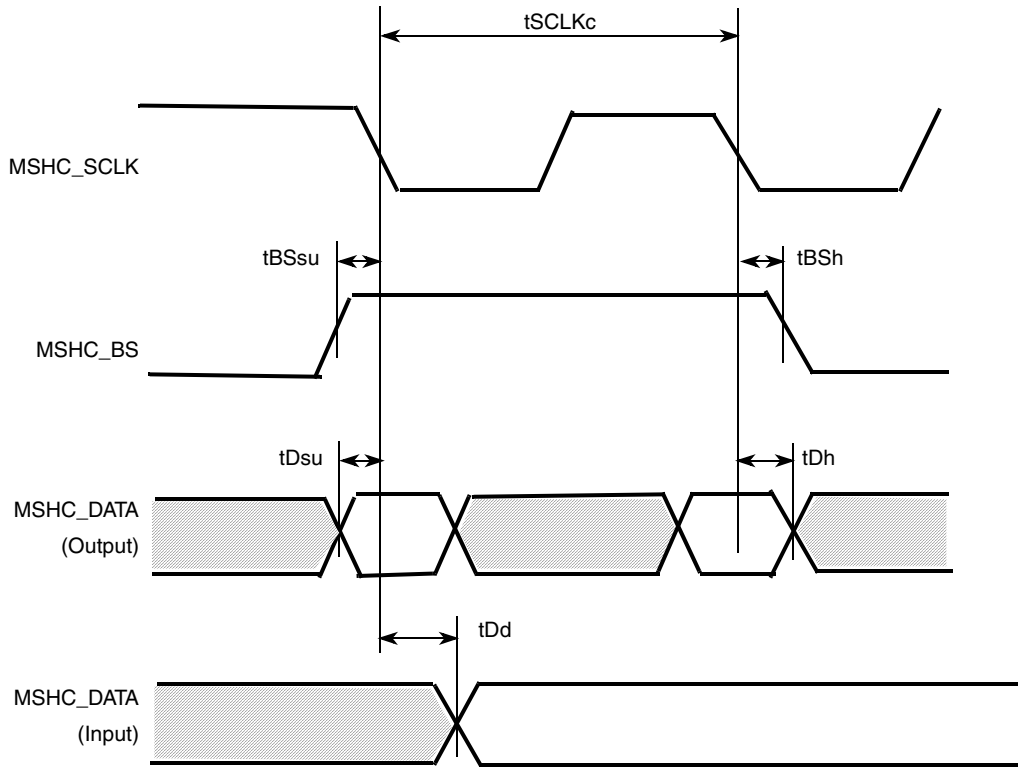 tSCLKc
MSHC_SCLK
tBSsu
tBSh
MSHC_BS
tDsu
tDh
MSHC_DATA
(Output)
tDd
MSHC_DATA
(Input)